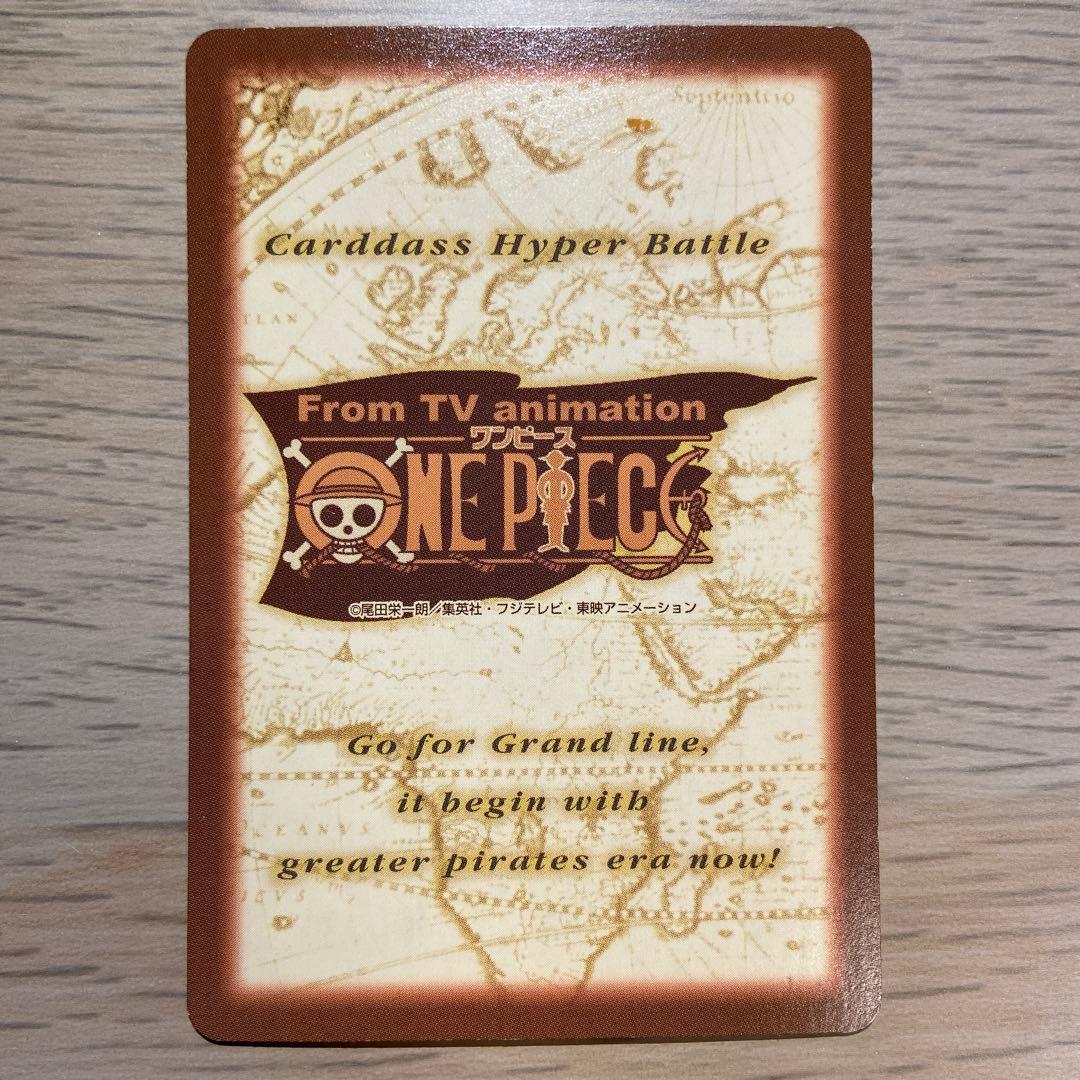 Septentrio
Carddass Hyper Battle
From TV animation
ワンピース
ONE PIECE
©尾田栄一朗/集英社・フジテレビ・東映アニメーション
Go for Grand line,
it begin with
greater pirates era now!